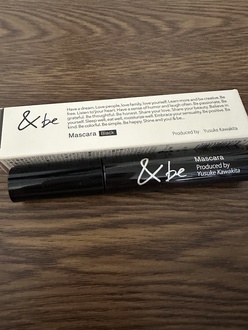 &be
Have a dream. Love people, love family, love yourself. Learn more and be creative. Be
free. Listen to your heart. Have a sense of humor and laugh often. Be passionate. Be
grateful. Be thoughtful. Be honest. Share your love. Share your beauty. Believe in
yourself. Sleep well, eat well, moisturize well. Embrace your sensuality. Be positive. Be
kind. Be colorful. Be simple. Be happy. Shine and you'll &be...
Mascara Black
Produced by Yusuke Kawakita
&be
Mascara
Produced by
Yusuke Kawakita